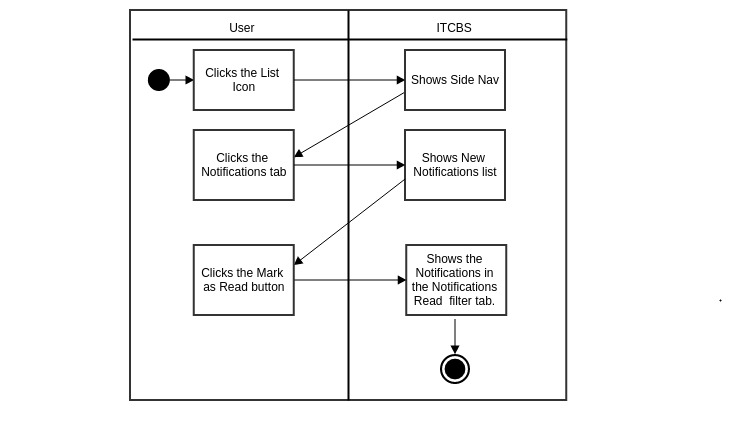 User
ITCBS
Clicks the List
Icon
Shows Side Nav
Clicks the
Notifications tab
Shows New
Notifications list
Clicks the Mark
as Read button
Shows the
Notifications in
the Notifications
Read filter tab.